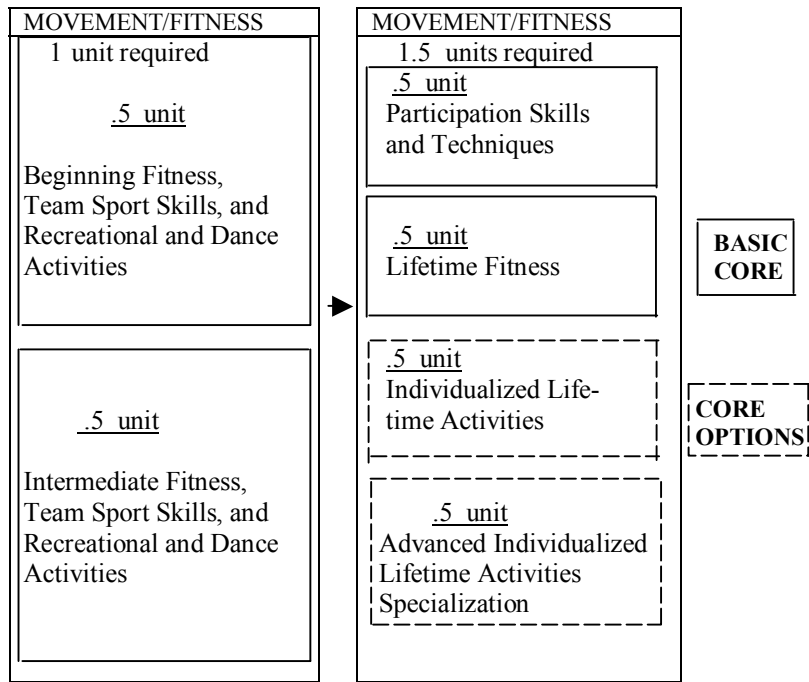 MOVEMENT/FITNESS
1 unit required
.5 unit
Beginning Fitness,
Team Sport Skills, and
Recreational and Dance
Activities
.5 unit
Intermediate Fitness,
Team Sport Skills, and
Recreational and Dance
Activities
MOVEMENT/FITNESS
1.5 units required
.5 unit
Participation Skills
and Techniques
.5 unit
Lifetime Fitness
.5 unit
Individualized Life-
time Activities
.5 unit
Advanced Individualized
Lifetime Activities
Specialization
BASIC
CORE
CORE
OPTIONS